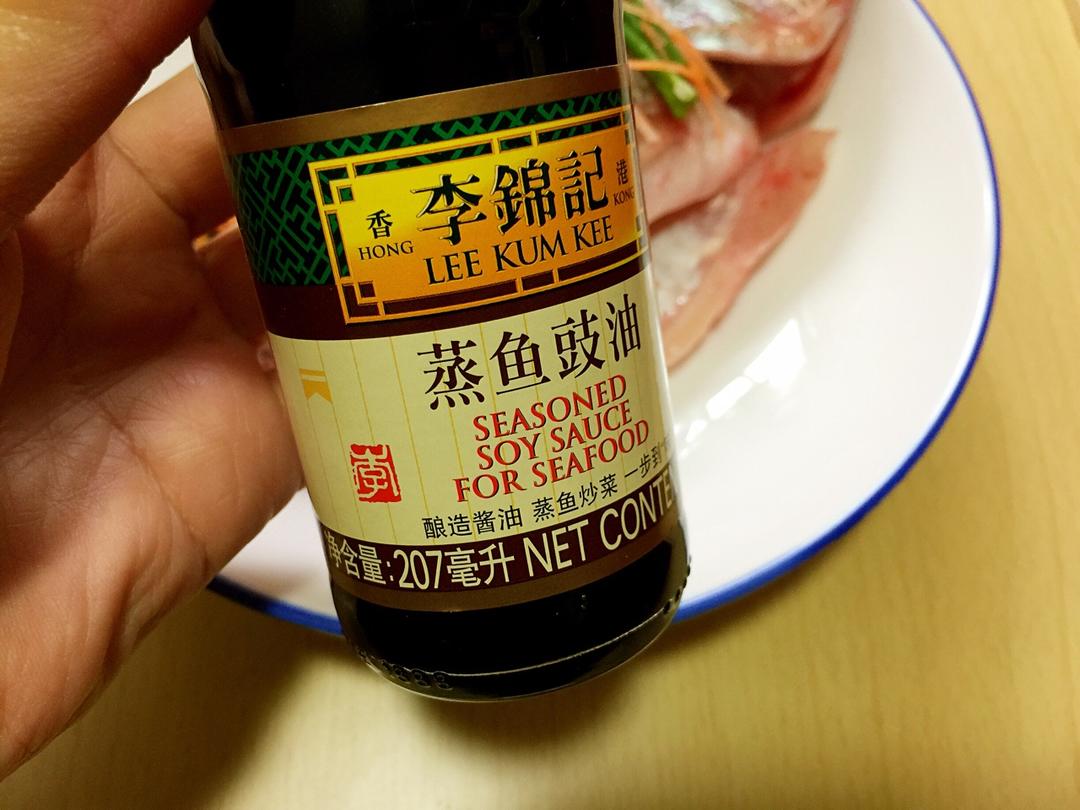 香 李錦記 港
HONG LEE KUM KEE KONG
蒸鱼豉油
SEASONED
SOY SAUCE
FOR SEAFOOD
李
酿造酱油 蒸鱼炒菜 一步到
净含量:207毫升 NET CONTE